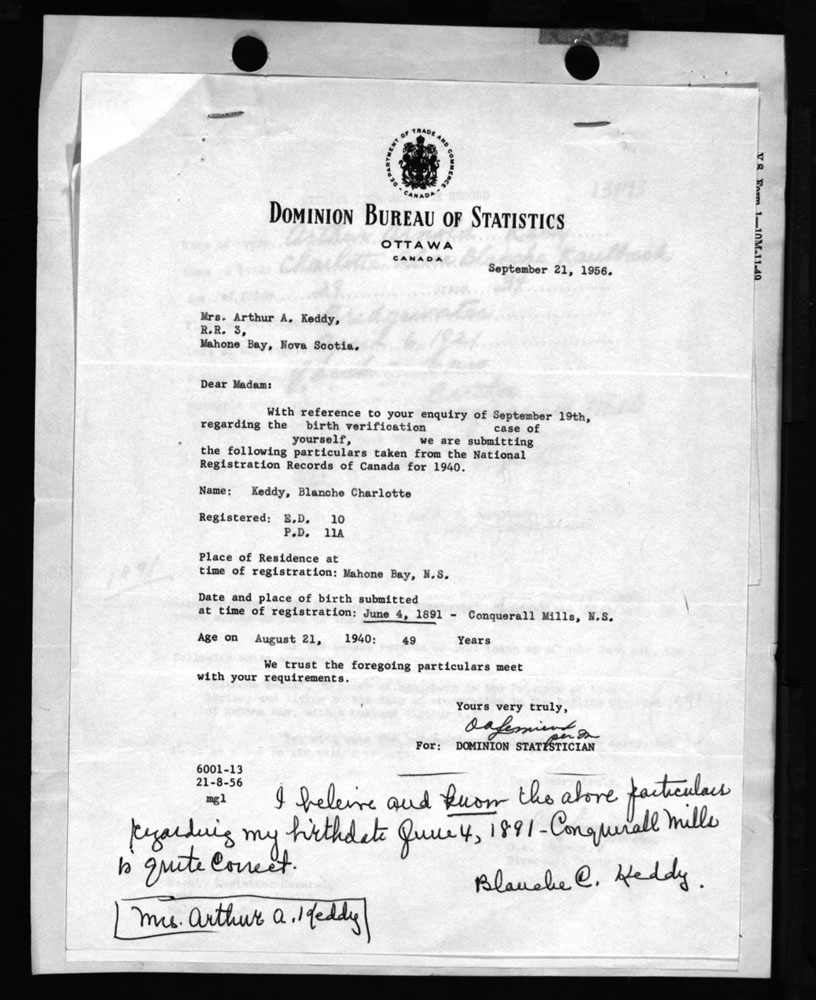 DEPARTMENT OF TRADE AND COMMERCE
CANADA
DOMINION BUREAU OF STATISTICS
OTTAWA
CANADA
September 21, 1956.
V.S. Form 1—10M-11-49
Mrs. Arthur A. Keddy,
R.R. 3,
Mahone Bay, Nova Scotia.
Dear Madam:
With reference to your enquiry of September 19th,
regarding the birth verification case of
yourself, we are submitting
the following particulars taken from the National
Registration Records of Canada for 1940.
Name: Keddy, Blanche Charlotte
Registered: E.D. 10
P.D. 11A
Place of Residence at
time of registration: Mahone Bay, N.S.
Date and place of birth submitted
at time of registration: June 4, 1891 - Conquerall Mills, N.S.
Age on August 21, 1940: 49 Years
We trust the foregoing particulars meet
with your requirements.
Yours very truly,
For: DOMINION STATISTICIAN
6001-13
21-8-56
mgl
I beleive and know the above particulars
regarding my birthdate June 4, 1891 - Conquerall Mills
is quite Correct.
Blanche C. Keddy.
Mrs. Arthur A. Keddy